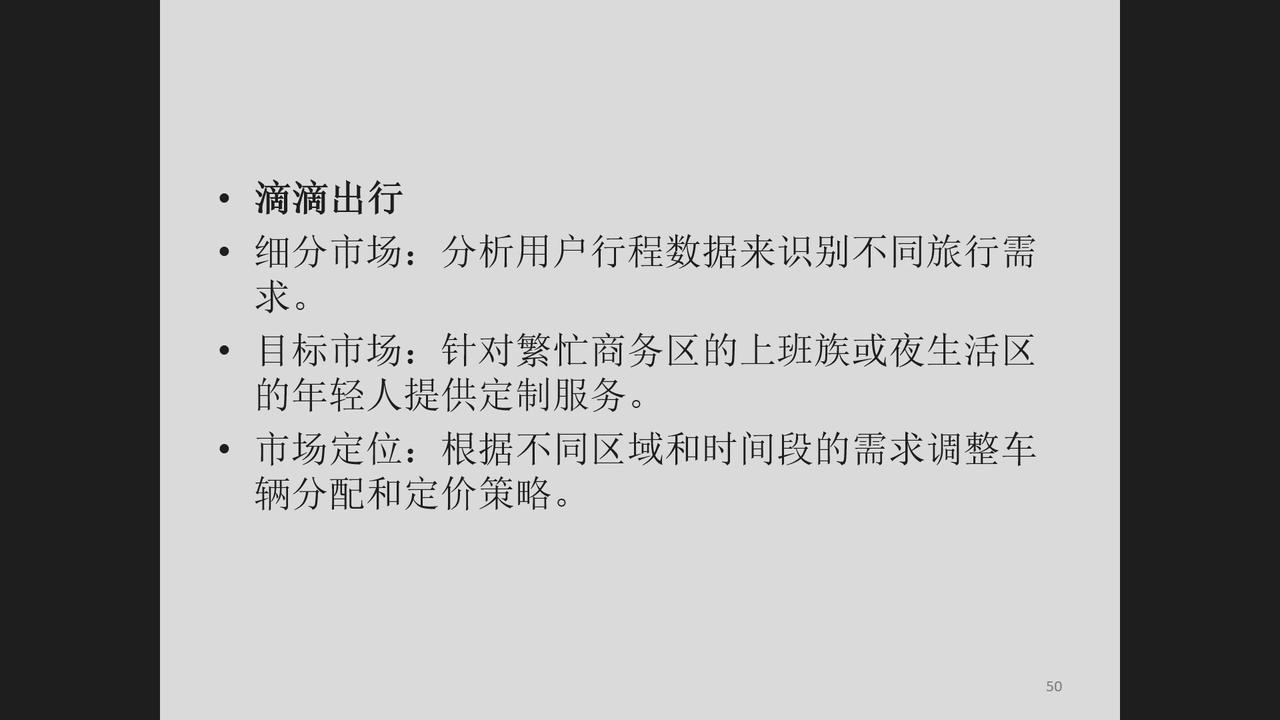 • 滴滴出行
• 细分市场：分析用户行程数据来识别不同旅行需
求。
• 目标市场：针对繁忙商务区的上班族或夜生活区
的年轻人提供定制服务。
• 市场定位：根据不同区域和时间段的需求调整车
辆分配和定价策略。
50